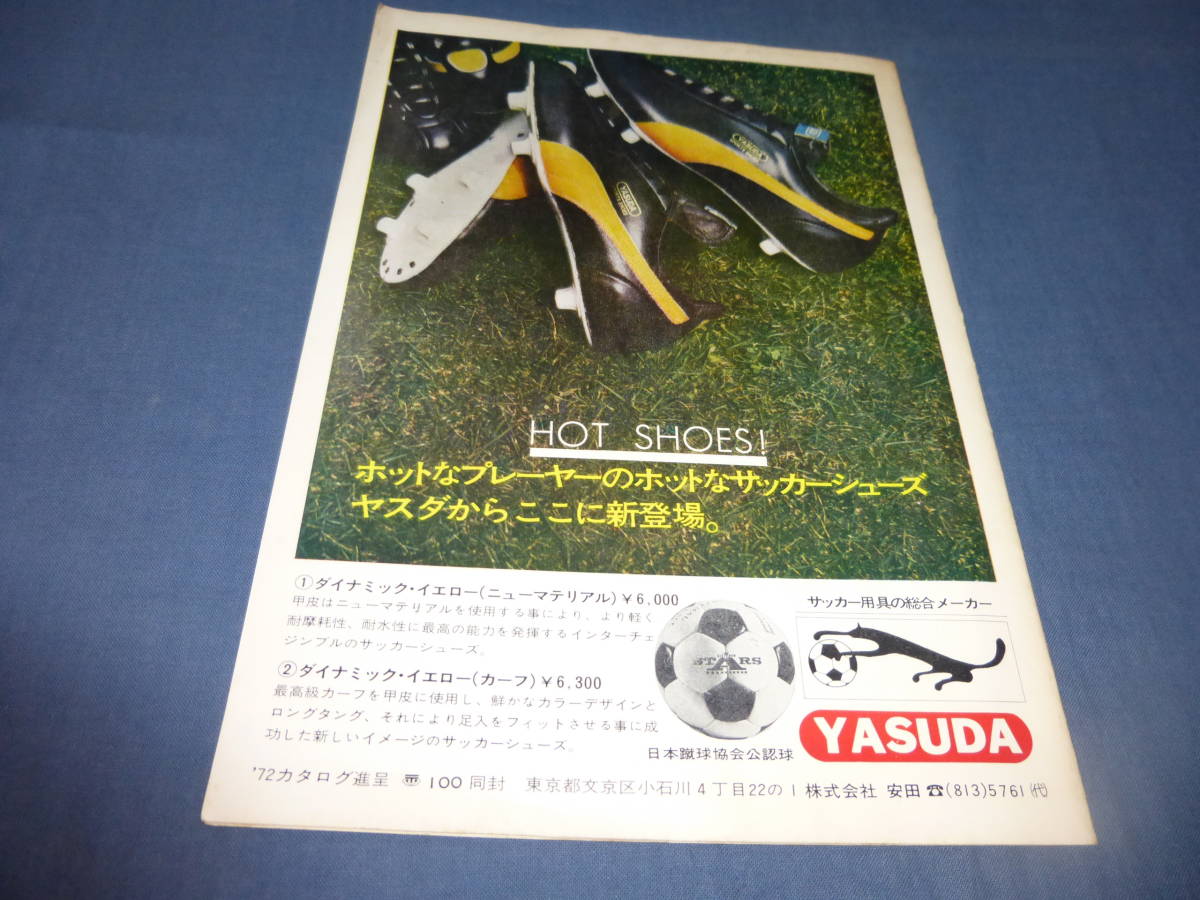 YASUDA
YASUDA
HOT SHOES!
ホットなプレーヤーのホットなサッカーシューズ
ヤスダからここに新登場。
①ダイナミック・イエロー(ニューマテリアル)￥6,000
甲皮はニューマテリアルを使用する事により、より軽く
耐摩耗性、耐水性に最高の能力を発揮するインターチェ
ンジンブルのサッカーシューズ。
②ダイナミック・イエロー(カーフ)￥6,300
最高級カーフを甲皮に使用し、鮮かなカラーデザインと
ロングタング、それにより足入をフィットさせる事に成
功した新しいイメージのサッカーシューズ。
STARS
日本蹴球協会公認球
サッカー用具の総合メーカー
YASUDA
'72カタログ進呈 〠100同封 東京都文京区小石川4丁目22の1 株式会社 安田 ☎(813)5761(代)